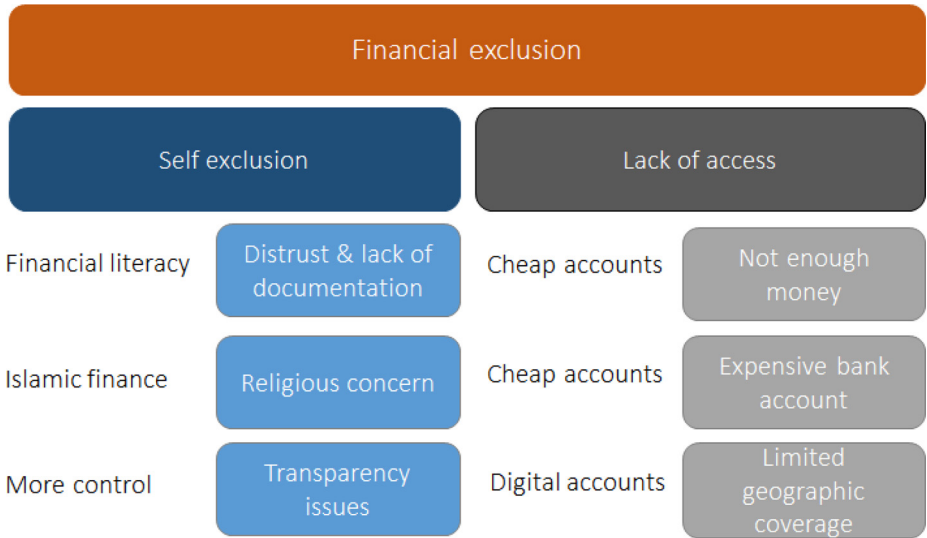 Financial exclusion
Self exclusion
Lack of access
Financial literacy
Distrust & lack of
documentation
Cheap accounts
Not enough
money
Islamic finance
Religious concern
Cheap accounts
Expensive bank
account
More control
Transparency
issues
Digital accounts
Limited
geographic
coverage